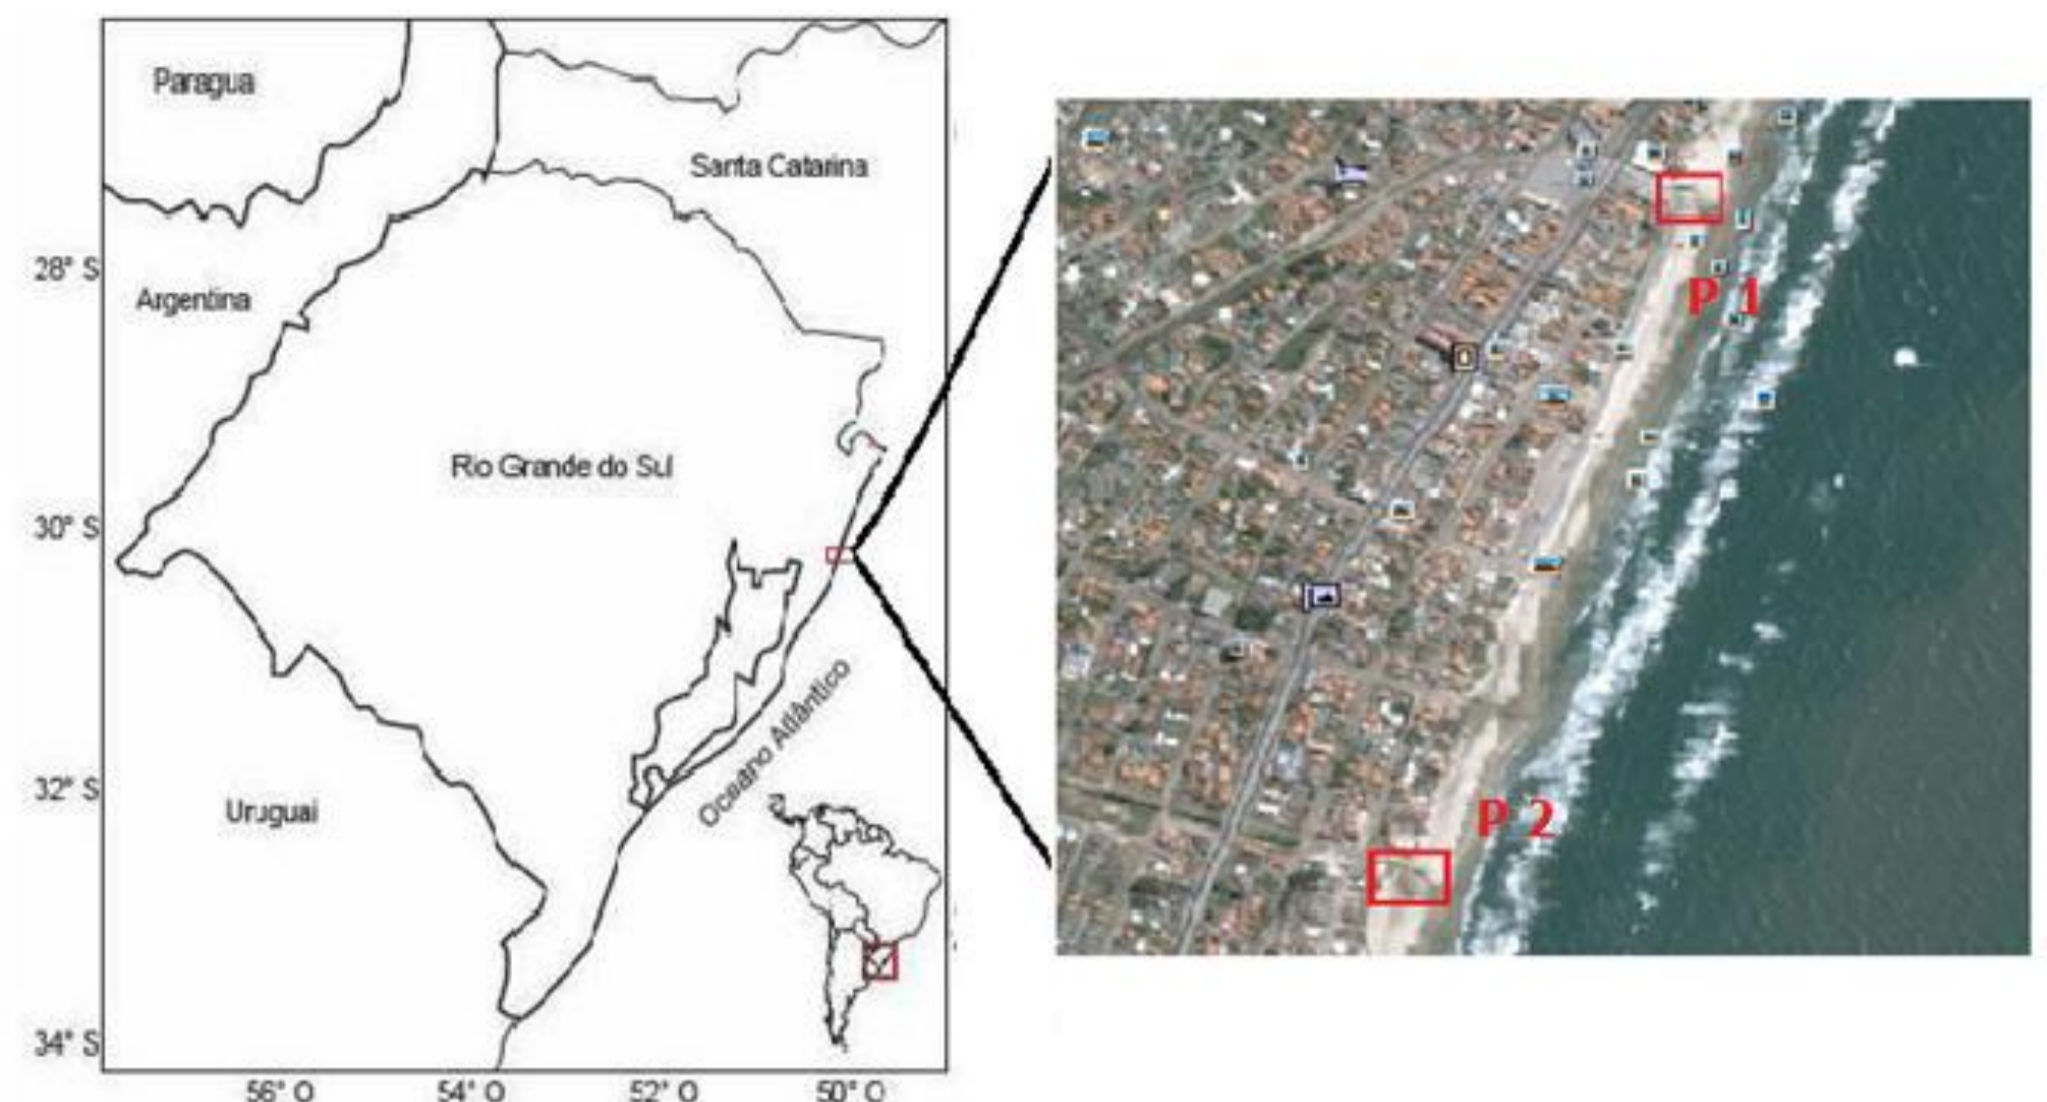 Paragua
Santa Catarina
28° S
Argentina
Rio Grande do Sul
30° S
Oceano Atlântico
32° S
Uruguai
34° S
56° O
54° O
52° O
50° O
P 1
P 2